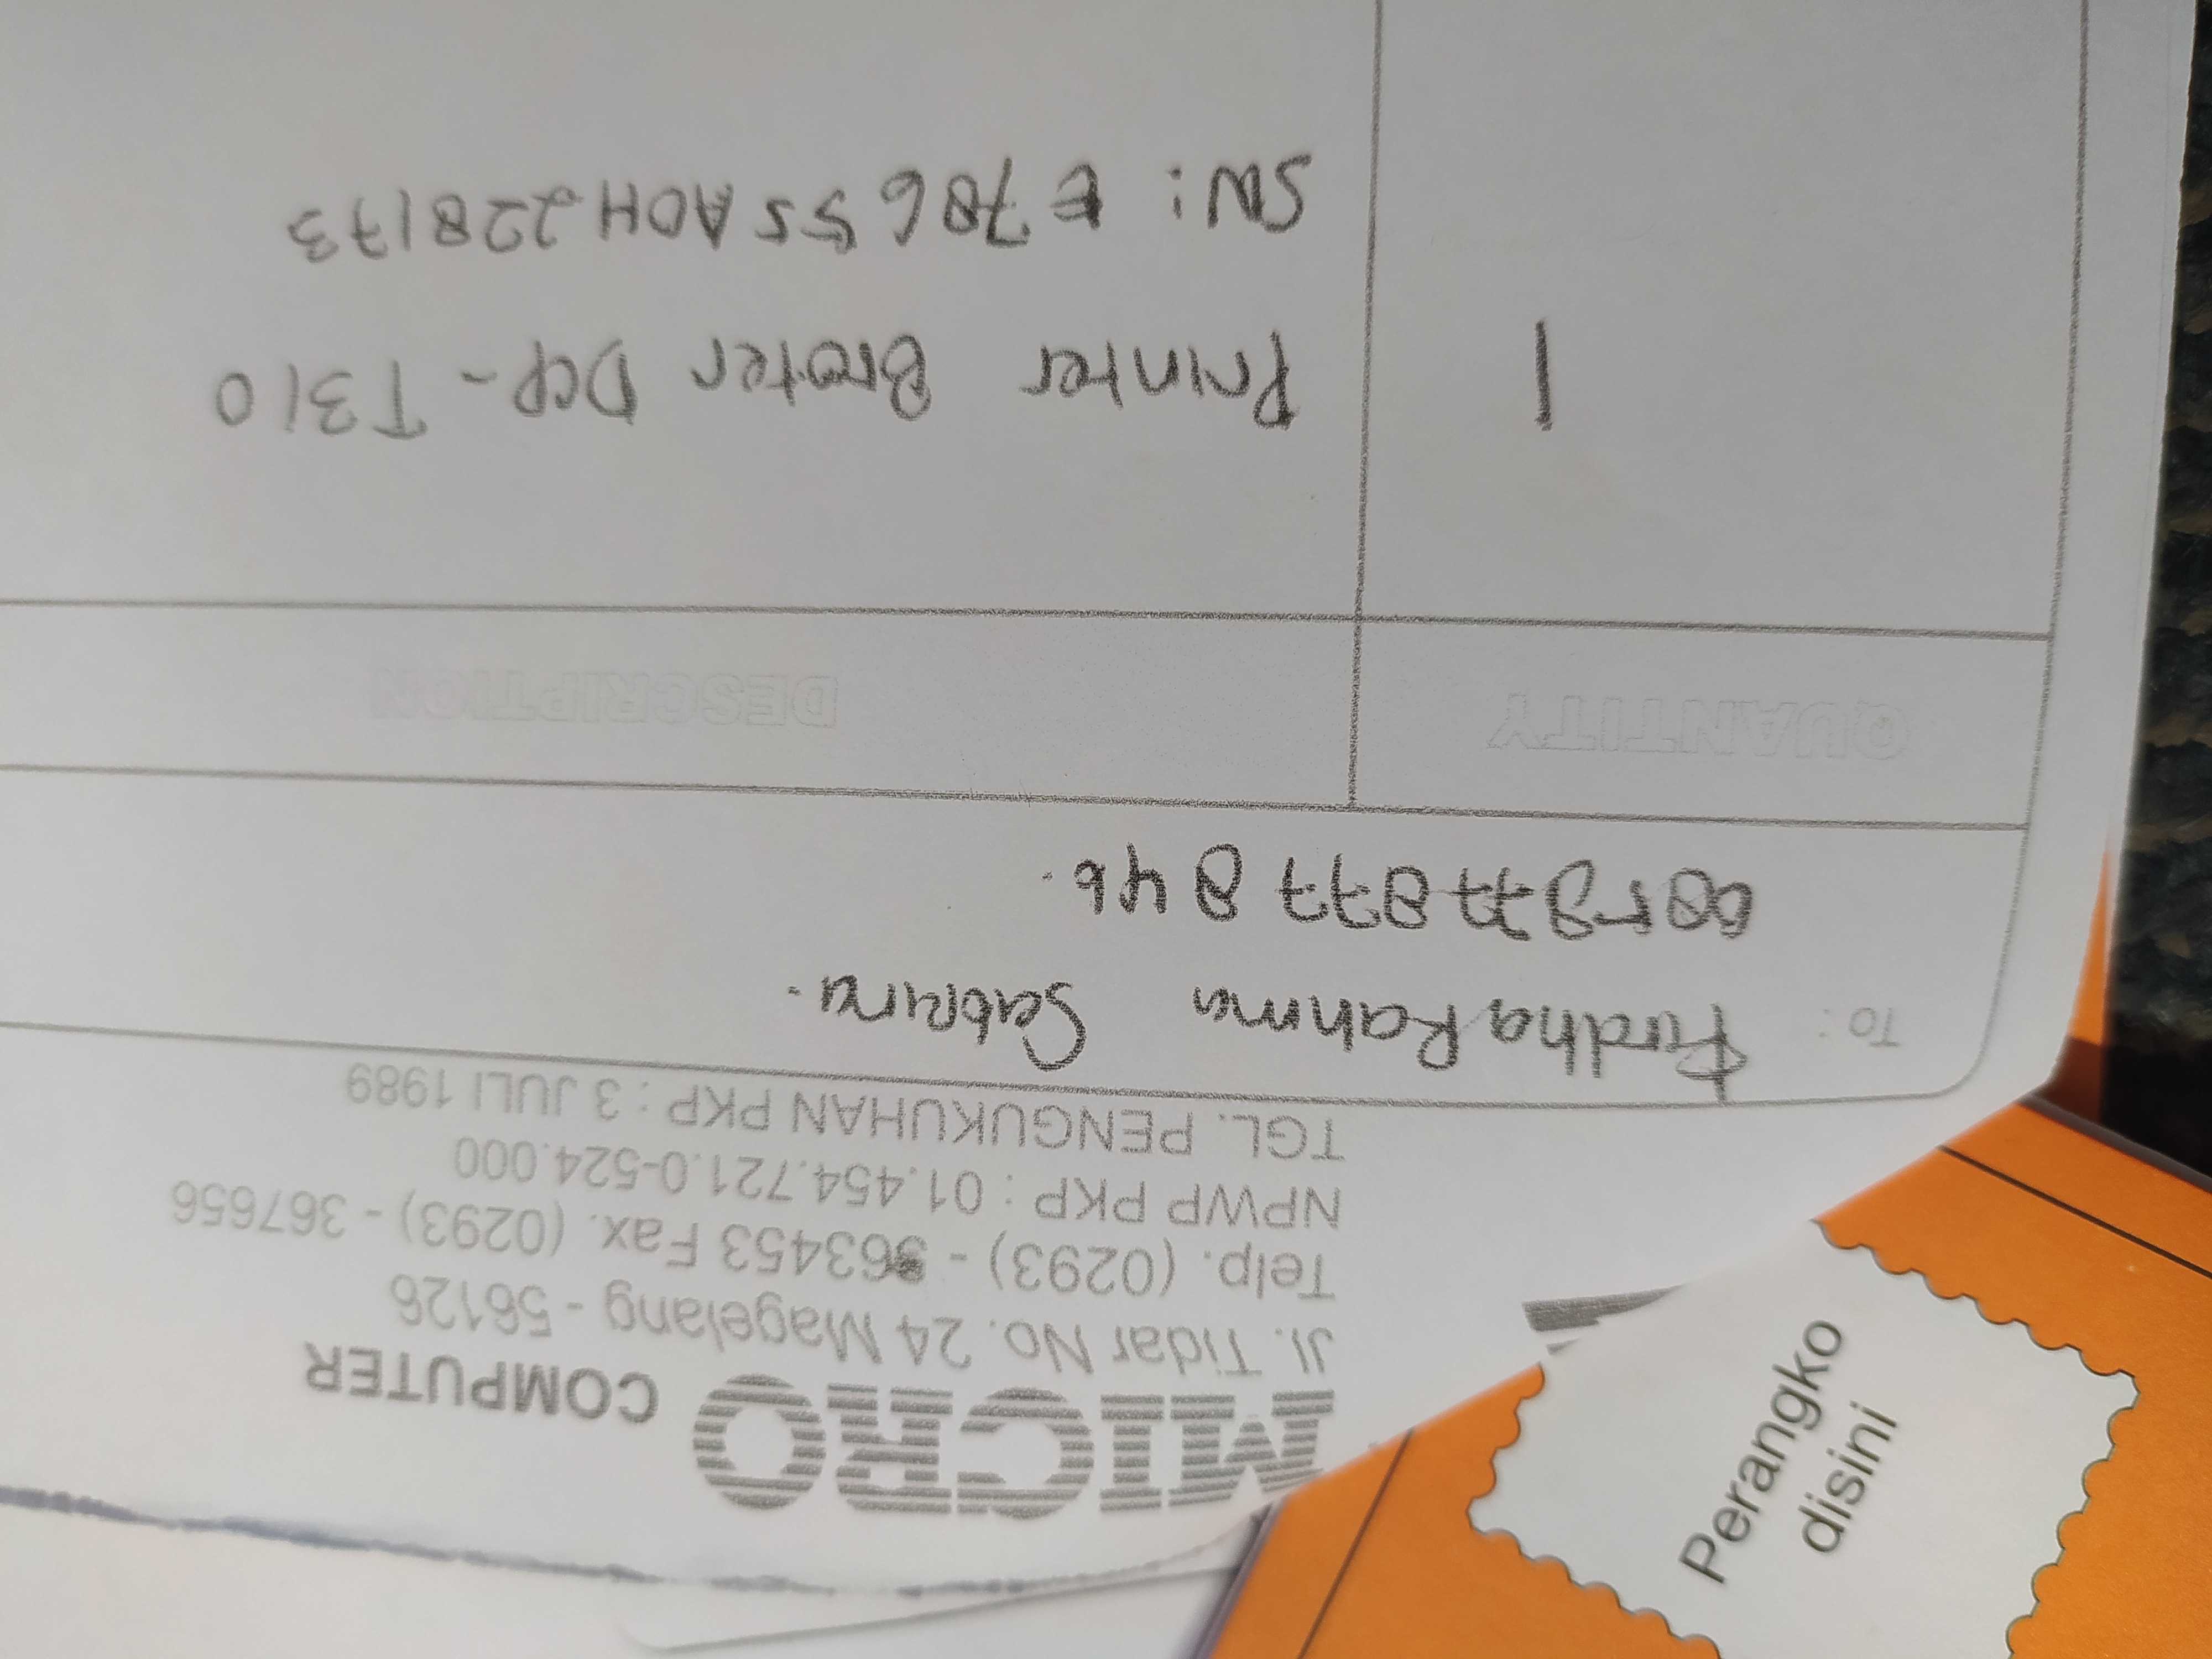 MICRO COMPUTER
Jl. Tidar No. 24 Magelang - 56126
Telp. (0293) - 363453 Fax. (0293) - 367656
NPWP PKP : 01.454.721.0-524.000
TGL. PENGUKUHAN PKP : 3 JULI 1989
To : Firdha Rahma Sabrina.
QUANTITY DESCRIPTION
1 Printer Broter DCP - T310
SN: E78655A0H228173
Perangko
disini